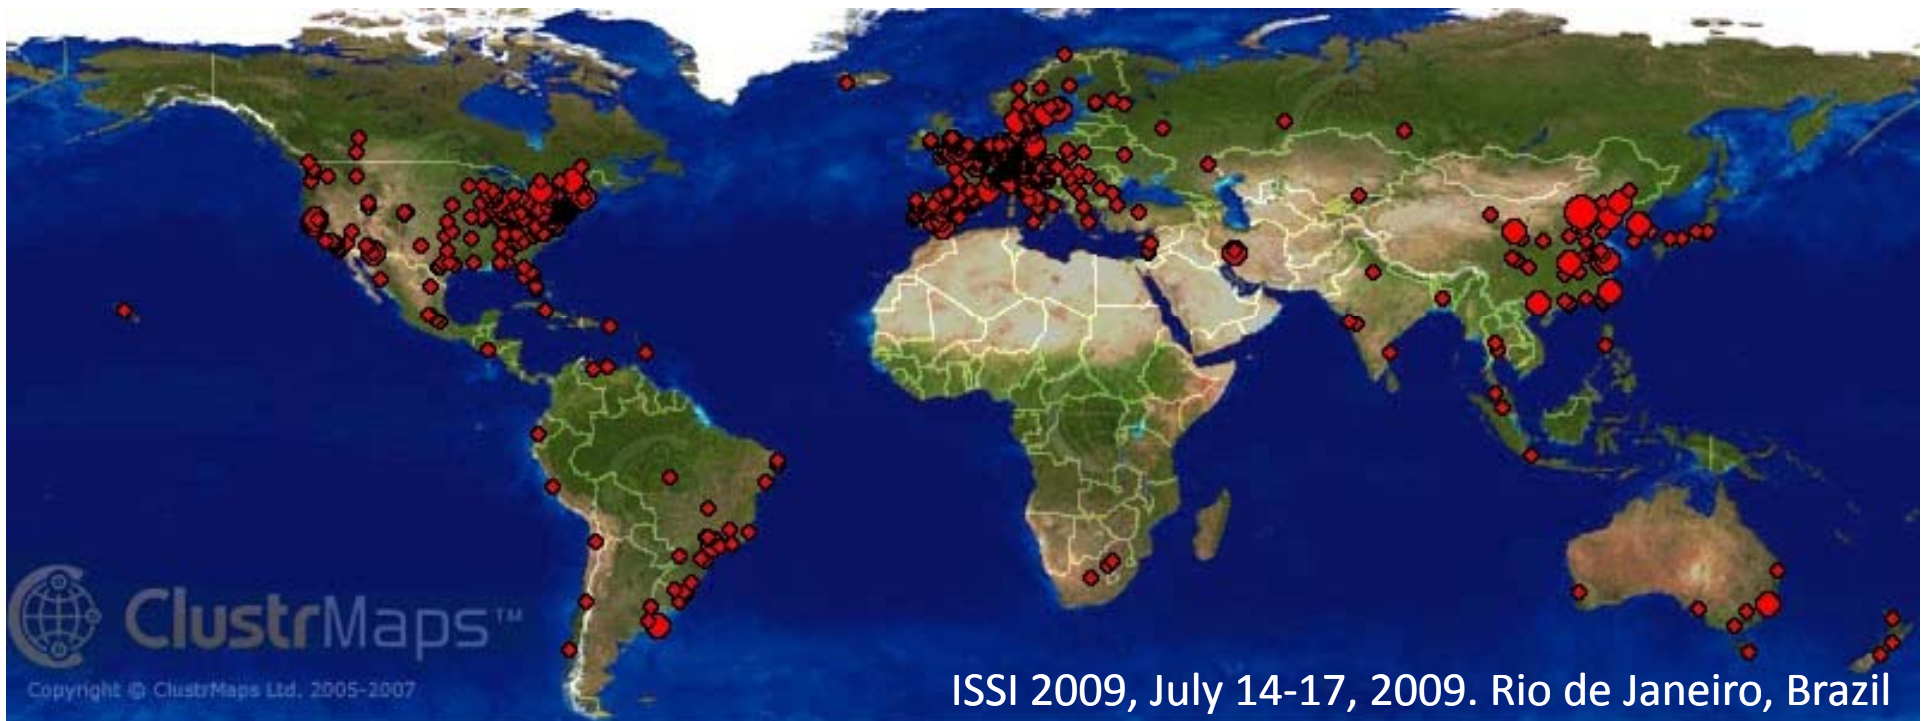 ClustrMaps™
Copyright © ClustrMaps Ltd. 2005-2007
ISSI 2009, July 14-17, 2009. Rio de Janeiro, Brazil